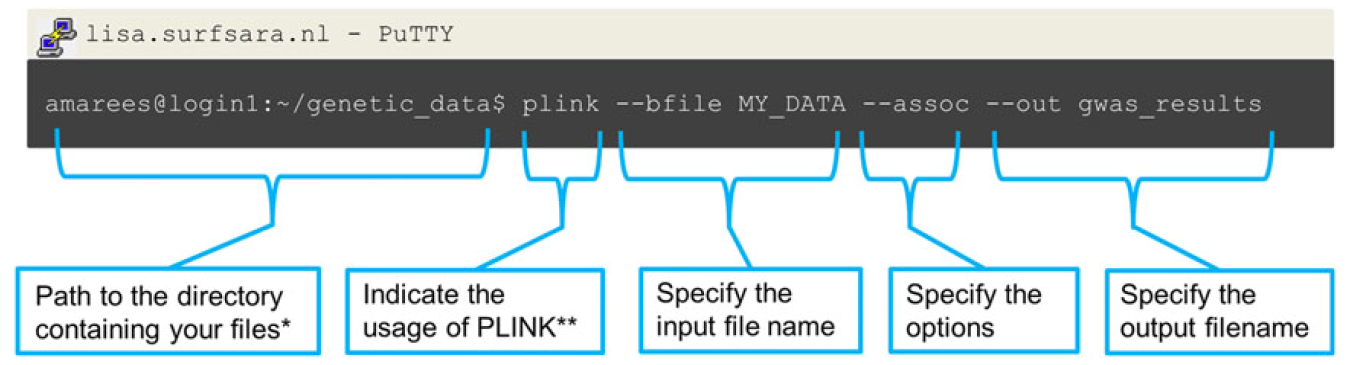 lisa.surfsara.nl - PuTTY
amarees@login1:~/genetic_data$ plink --bfile MY_DATA --assoc --out gwas_results
Path to the directory
containing your files*
Indicate the
usage of PLINK**
Specify the
input file name
Specify the
options
Specify the
output filename